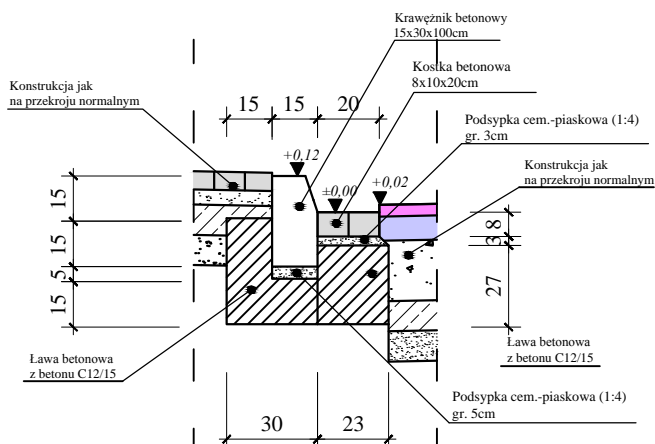 Krawężnik betonowy
15x30x100cm
Kostka betonowa
8x10x20cm
Konstrukcja jak
na przekroju normalnym
15
15
20
Podsypka cem.-piaskowa (1:4)
gr. 3cm
Konstrukcja jak
na przekroju normalnym
+0,12
±0,00
+0,02
15
15
5
15
8
3
27
Ława betonowa
z betonu C12/15
Ława betonowa
z betonu C12/15
Podsypka cem.-piaskowa (1:4)
gr. 5cm
30
23